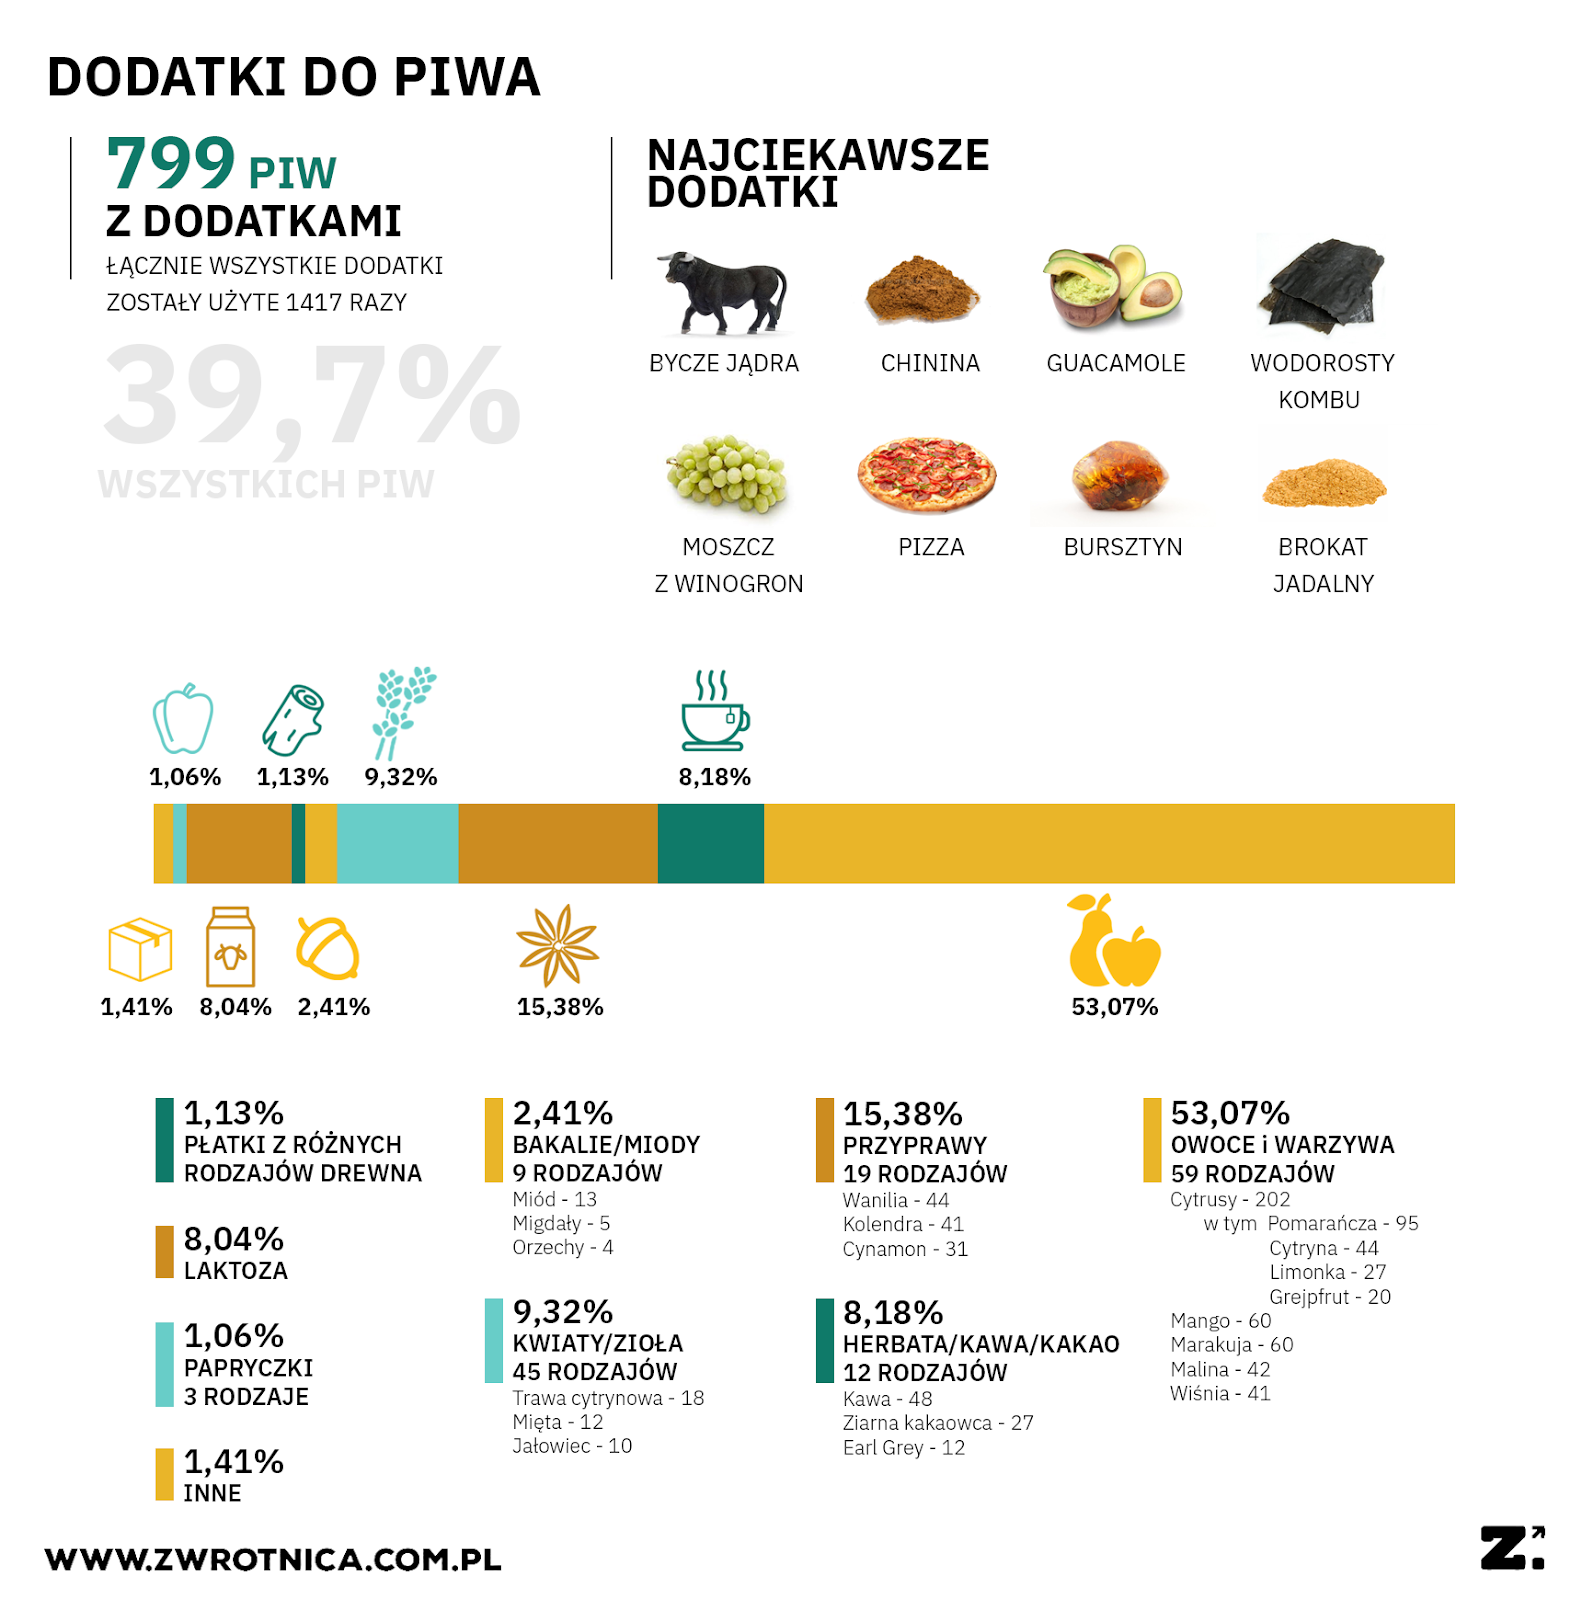 DODATKI DO PIWA
799 PIW
Z DODATKAMI
ŁĄCZNIE WSZYSTKIE DODATKI
ZOSTAŁY UŻYTE 1417 RAZY
39,7%
WSZYSTKICH PIW
NAJCIEKAWSZE
DODATKI
BYCZE JĄDRA
CHININA
GUACAMOLE
WODOROSTY
KOMBU
MOSZCZ
Z WINOGRON
PIZZA
BURSZTYN
BROKAT
JADALNY
1,06%
1,13%
9,32%
8,18%
1,41%
8,04%
2,41%
15,38%
53,07%
1,13%
PŁATKI Z RÓŻNYCH
RODZAJÓW DREWNA
8,04%
LAKTOZA
1,06%
PAPRYCZKI
3 RODZAJE
1,41%
INNE
2,41%
BAKALIE/MIODY
9 RODZAJÓW
Miód - 13
Migdały - 5
Orzechy - 4
9,32%
KWIATY/ZIOŁA
45 RODZAJÓW
Trawa cytrynowa - 18
Mięta - 12
Jałowiec - 10
15,38%
PRZYPRAWY
19 RODZAJÓW
Wanilia - 44
Kolendra - 41
Cynamon - 31
8,18%
HERBATA/KAWA/KAKAO
12 RODZAJÓW
Kawa - 48
Ziarna kakaowca - 27
Earl Grey - 12
53,07%
OWOCE i WARZYWA
59 RODZAJÓW
Cytrusy - 202
w tym Pomarańcza - 95
Cytryna - 44
Limonka - 27
Grejpfrut - 20
Mango - 60
Marakuja - 60
Malina - 42
Wiśnia - 41
WWW.ZWROTNICA.COM.PL
Z.